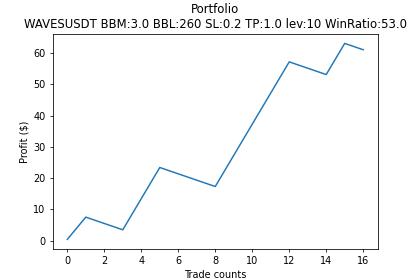 Portfolio
WAVESUSDT BBM:3.0 BBL:260 SL:0.2 TP:1.0 lev:10 WinRatio:53.0
60
50
40
30
20
10
0
Profit ($)
0 2 4 6 8 10 12 14 16
Trade counts